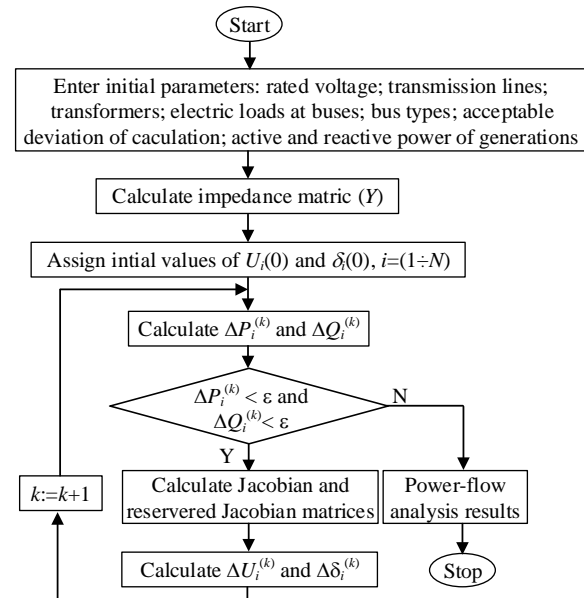 Start
Enter initial parameters: rated voltage; transmission lines;
transformers; electric loads at buses; bus types; acceptable
deviation of caculation; active and reactive power of generations
Calculate impedance matric (Y)
Assign intial values of Uᵢ(0) and δᵢ(0), i=(1÷N)
Calculate ΔPᵢ⁽ᵏ⁾ and ΔQᵢ⁽ᵏ⁾
ΔPᵢ⁽ᵏ⁾ < ε and
ΔQᵢ⁽ᵏ⁾ < ε
N
Y
k:=k+1
Calculate Jacobian and
reservered Jacobian matrices
Power-flow
analysis results
Calculate ΔUᵢ⁽ᵏ⁾ and Δδᵢ⁽ᵏ⁾
Stop